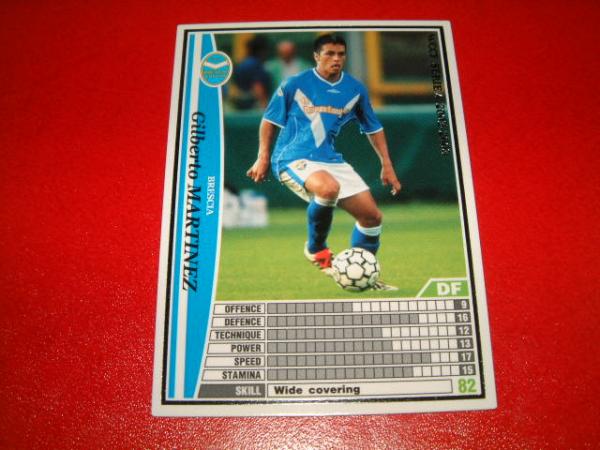 Gilberto MARTINEZ
BRESCIA
DF
OFFENCE 9
DEFENCE 16
TECHNIQUE 12
POWER 13
SPEED 17
STAMINA 15
SKILL Wide covering 82